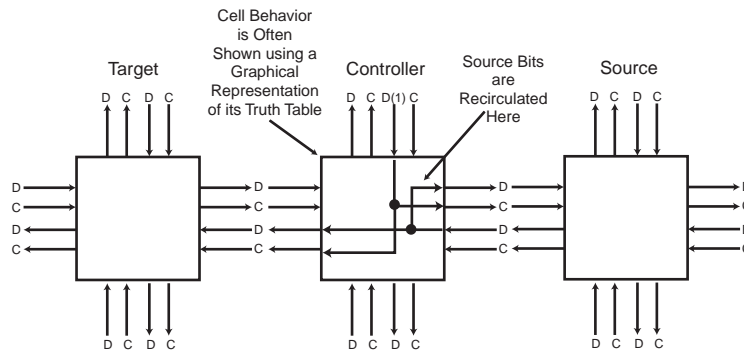 Cell Behavior
is Often
Shown using a
Graphical
Representation
of its Truth Table
Target
Controller
Source Bits
are
Recirculated
Here
Source
D C D C
D C D(1) C
D C D C
D D D D
C C C C
D D D D
C C C C
D C D C
D C D C
D C D C